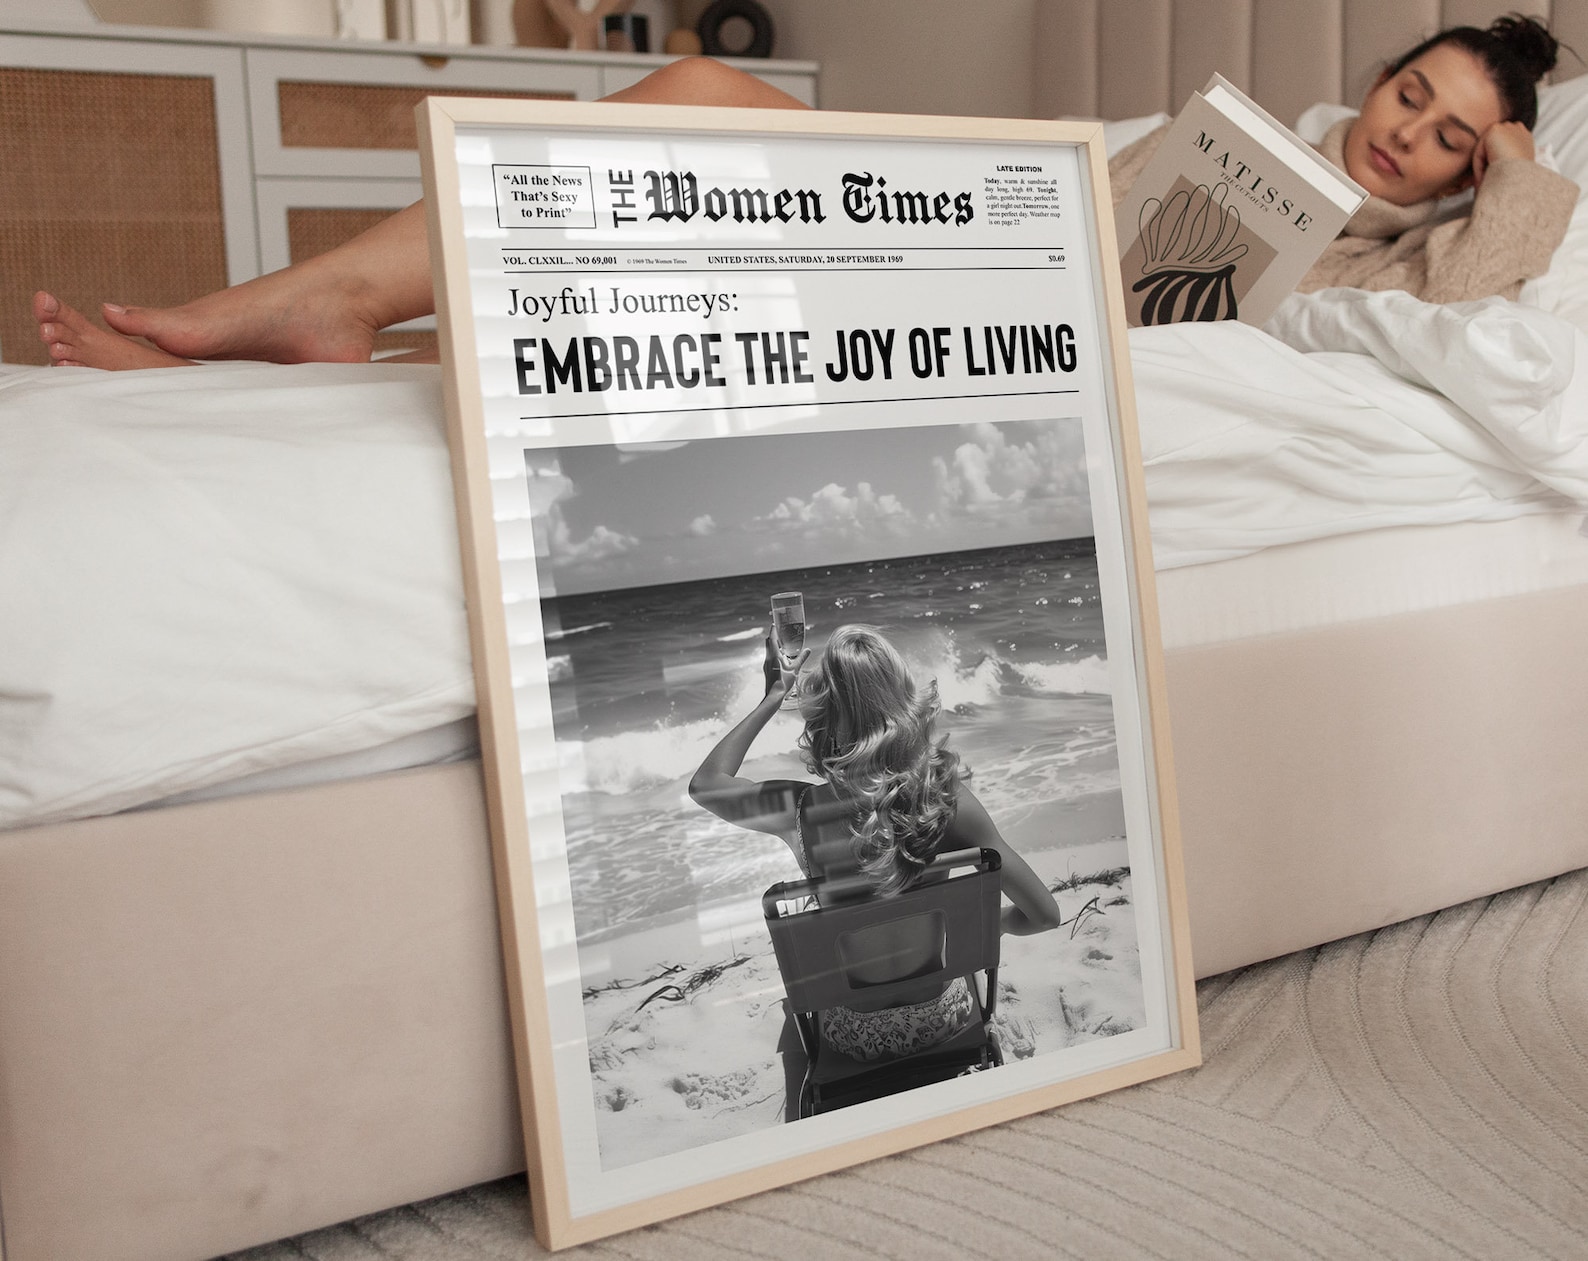 “All the News
That’s Sexy
to Print”
THE Women Times
LATE EDITION
Today, warm & sunshine all
day long, high 69. Tonight,
calm, gentle breeze, perfect for
a girl night out Tomorrow, one
more perfect day. Weather map
is on page 22
VOL. CLXXII.... NO 69,001 © 1969 The Women Times UNITED STATES, SATURDAY, 20 SEPTEMBER 1969 $0.69
Joyful Journeys:
EMBRACE THE JOY OF LIVING
MATISSE
THE CUT-OUTS